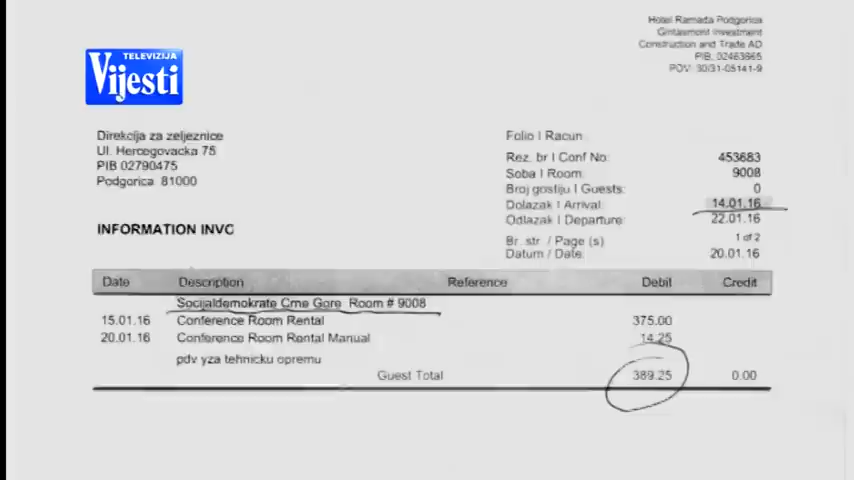 Hotel Ramada Podgorica
Gintasmont Investment
Construction and Trade AD
PIB. 02463865
PDV: 30/31-05141-9
TELEVIZIJA
Vijesti
Direkcija za zeljeznice
Ul. Hercegovacka 75
PIB 02790475
Podgorica 81000
INFORMATION INVC
Folio I Racun:
Rez. br I Conf No: 453683
Soba I Room: 9008
Broj gostiju I Guests: 0
Dolazak I Arrival: 14.01.16
Odlazak I Departure: 22.01.16
Br. str / Page (s) 1 of 2
Datum / Date: 20.01.16
Date Description Reference Debit Credit
Socijaldemokrate Crne Gore Room # 9008
15.01.16 Conference Room Rental 375.00
20.01.16 Conference Room Rental Manual 14.25
pdv yza tehnicku opremu
Guest Total 389.25 0.00